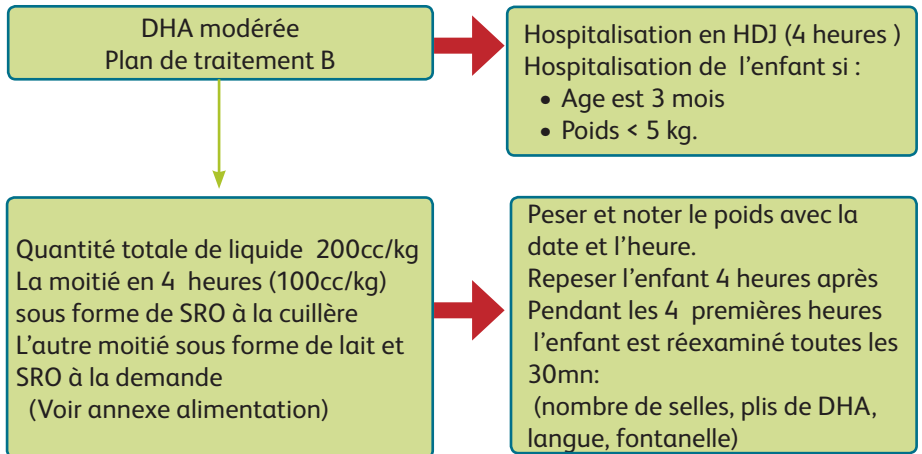 DHA modérée
Plan de traitement B
Hospitalisation en HDJ (4 heures )
Hospitalisation de l'enfant si :
• Age est 3 mois
• Poids < 5 kg.
Quantité totale de liquide 200cc/kg
La moitié en 4 heures (100cc/kg)
sous forme de SRO à la cuillère
L'autre moitié sous forme de lait et
SRO à la demande
(Voir annexe alimentation)
Peser et noter le poids avec la
date et l'heure.
Repeser l'enfant 4 heures après
Pendant les 4 premières heures
l'enfant est réexaminé toutes les
30mn:
(nombre de selles, plis de DHA,
langue, fontanelle)